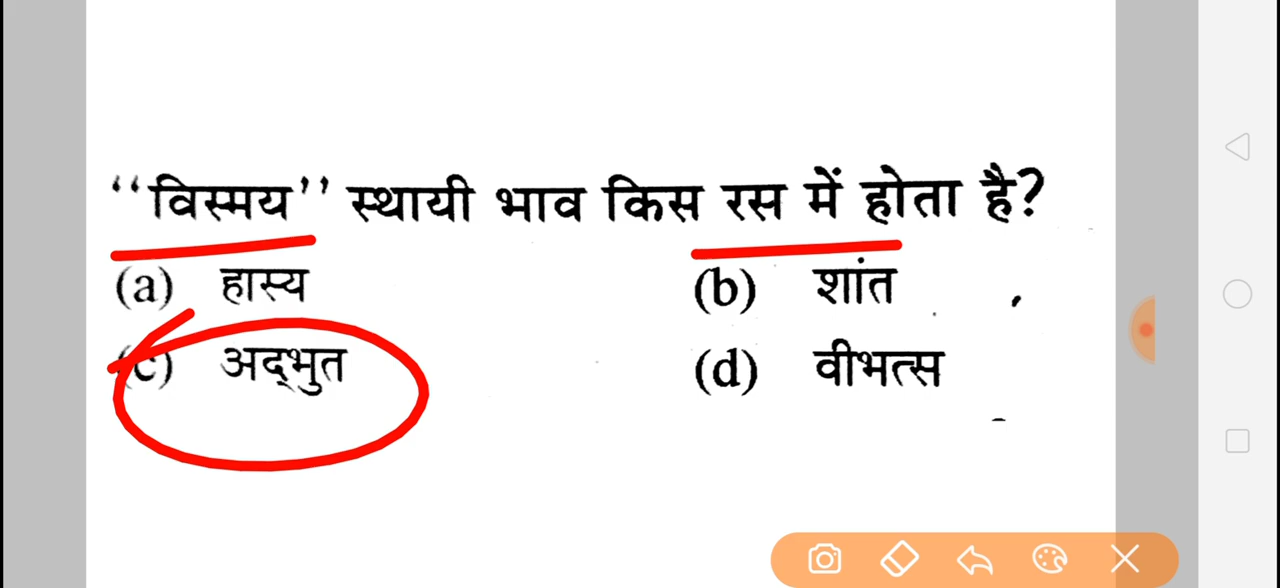 “विस्मय” स्थायी भाव किस रस में होता है?
(a) हास्य (b) शांत
(c) अद्भुत (d) वीभत्स